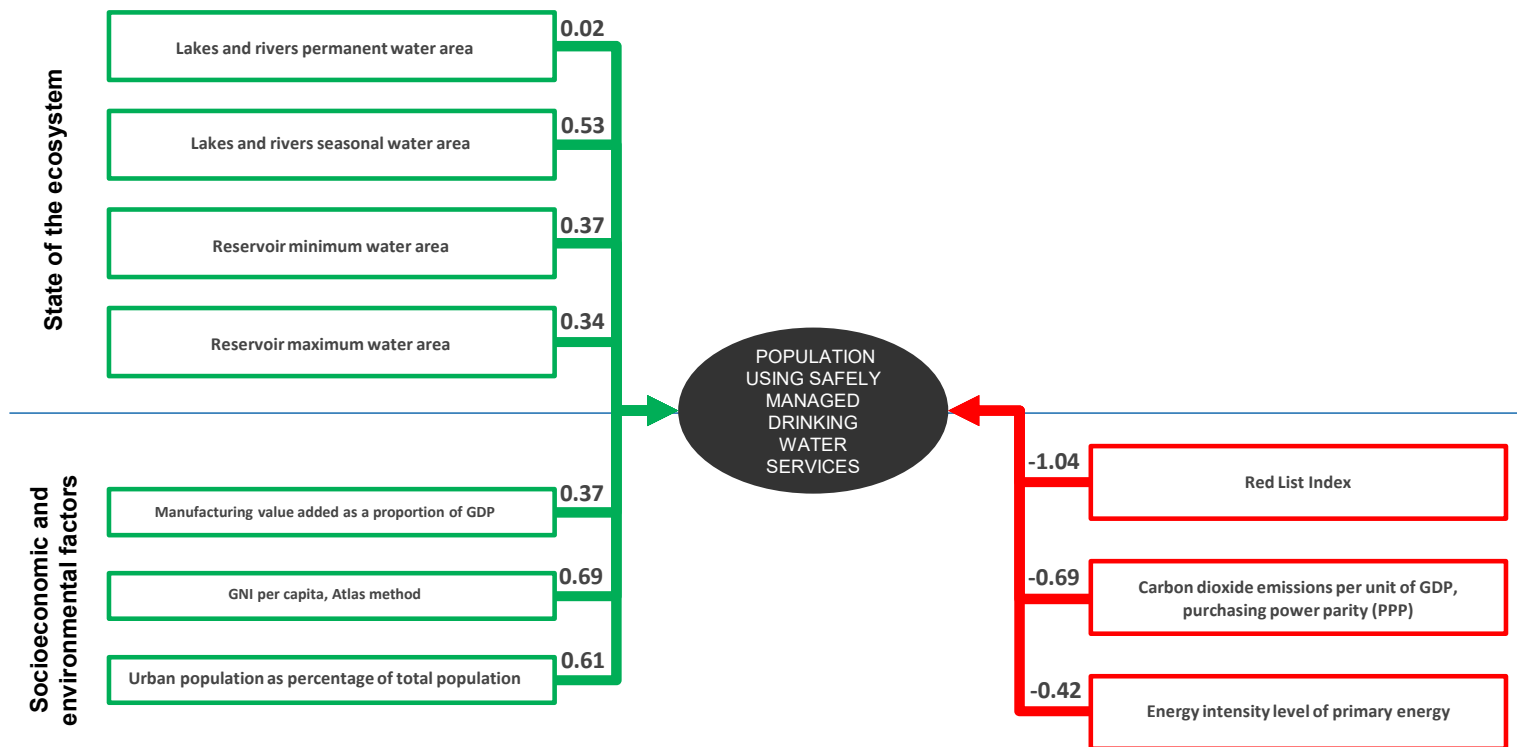 State of the ecosystem
Lakes and rivers permanent water area
0.02
Lakes and rivers seasonal water area
0.53
Reservoir minimum water area
0.37
Reservoir maximum water area
0.34
Socioeconomic and
environmental factors
Manufacturing value added as a proportion of GDP
0.37
GNI per capita, Atlas method
0.69
Urban population as percentage of total population
0.61
POPULATION
USING SAFELY
MANAGED
DRINKING
WATER
SERVICES
-1.04
Red List Index
-0.69
Carbon dioxide emissions per unit of GDP,
purchasing power parity (PPP)
-0.42
Energy intensity level of primary energy